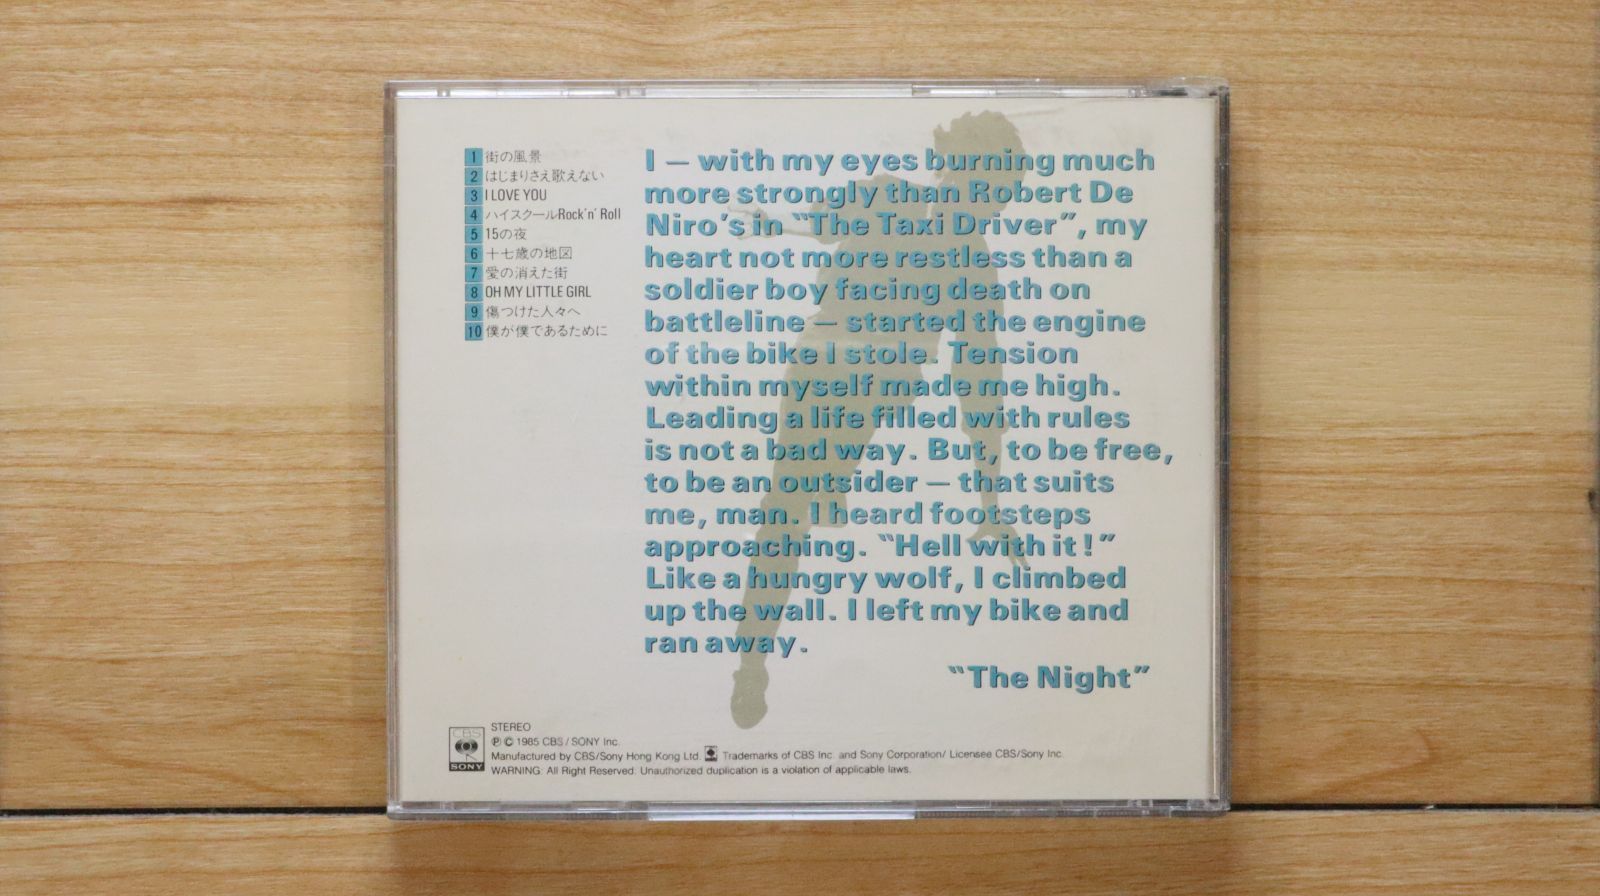 1 街の風景
2 はじまりさえ歌えない
3 I LOVE YOU
4 ハイスクールRock'n' Roll
5 15の夜
6 十七歳の地図
7 愛の消えた街
8 OH MY LITTLE GIRL
9 傷つけた人々へ
10 僕が僕であるために
I — with my eyes burning much
more strongly than Robert De
Niro's in "The Taxi Driver", my
heart not more restless than a
soldier boy facing death on
battleline — started the engine
of the bike I stole. Tension
within myself made me high.
Leading a life filled with rules
is not a bad way. But, to be free,
to be an outsider — that suits
me, man. I heard footsteps
approaching. "Hell with it!"
Like a hungry wolf, I climbed
up the wall. I left my bike and
ran away.
"The Night"
CBS
SONY
STEREO
Ⓟ © 1985 CBS / SONY Inc.
Manufactured by CBS/Sony Hong Kong Ltd. Trademarks of CBS Inc. and Sony Corporation/ Licensee CBS/Sony Inc.
WARNING: All Right Reserved. Unauthorized duplication is a violation of applicable laws.